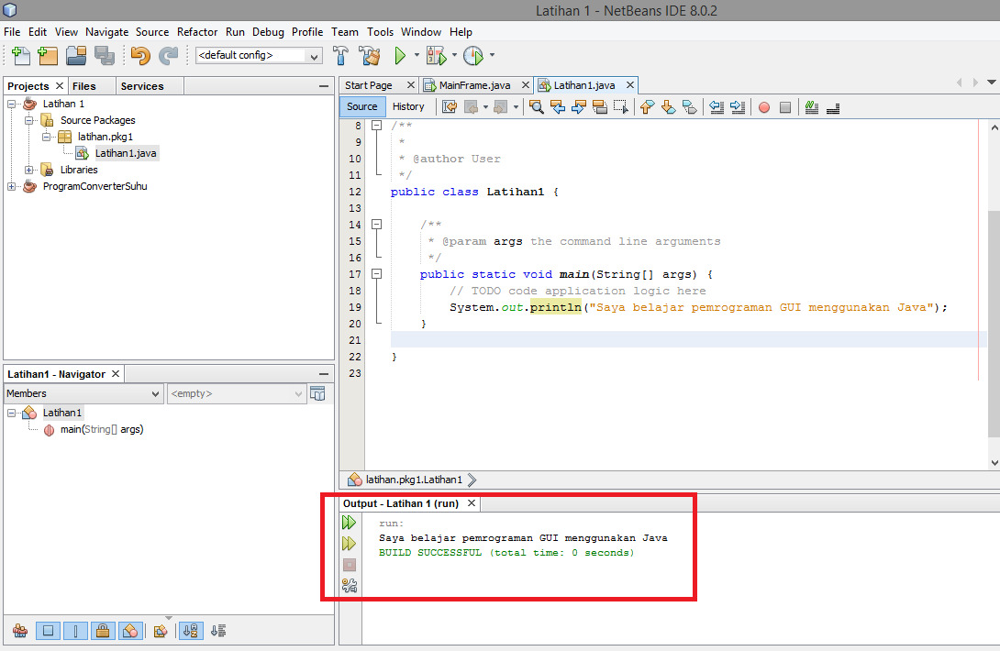 Latihan 1 - NetBeans IDE 8.0.2
File Edit View Navigate Source Refactor Run Debug Profile Team Tools Window Help
<default config>
Projects Files Services
Latihan 1
Source Packages
latihan.pkg1
Latihan1.java
Libraries
ProgramConverterSuhu
Start Page MainFrame.java Latihan1.java
Source History
8 /**
9 *
10 * @author User
11 */
12 public class Latihan1 {
13
14 /**
15 * @param args the command line arguments
16 */
17 public static void main(String[] args) {
18 // TODO code application logic here
19 System.out.println("Saya belajar pemrograman GUI menggunakan Java");
20 }
21
22 }
23
Latihan1 - Navigator
Members <empty>
Latihan1
main(String[] args)
latihan.pkg1.Latihan1
Output - Latihan 1 (run)
run:
Saya belajar pemrograman GUI menggunakan Java
BUILD SUCCESSFUL (total time: 0 seconds)